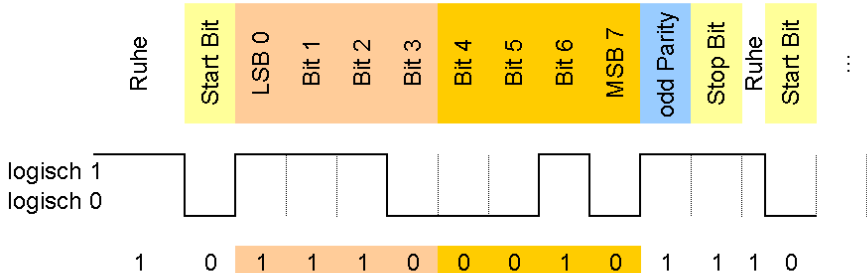 Ruhe
Start Bit
LSB 0
Bit 1
Bit 2
Bit 3
Bit 4
Bit 5
Bit 6
MSB 7
odd Parity
Stop Bit
Ruhe
Start Bit
...
logisch 1
logisch 0
1 0 1 1 1 0 0 0 1 0 1 1 1 0